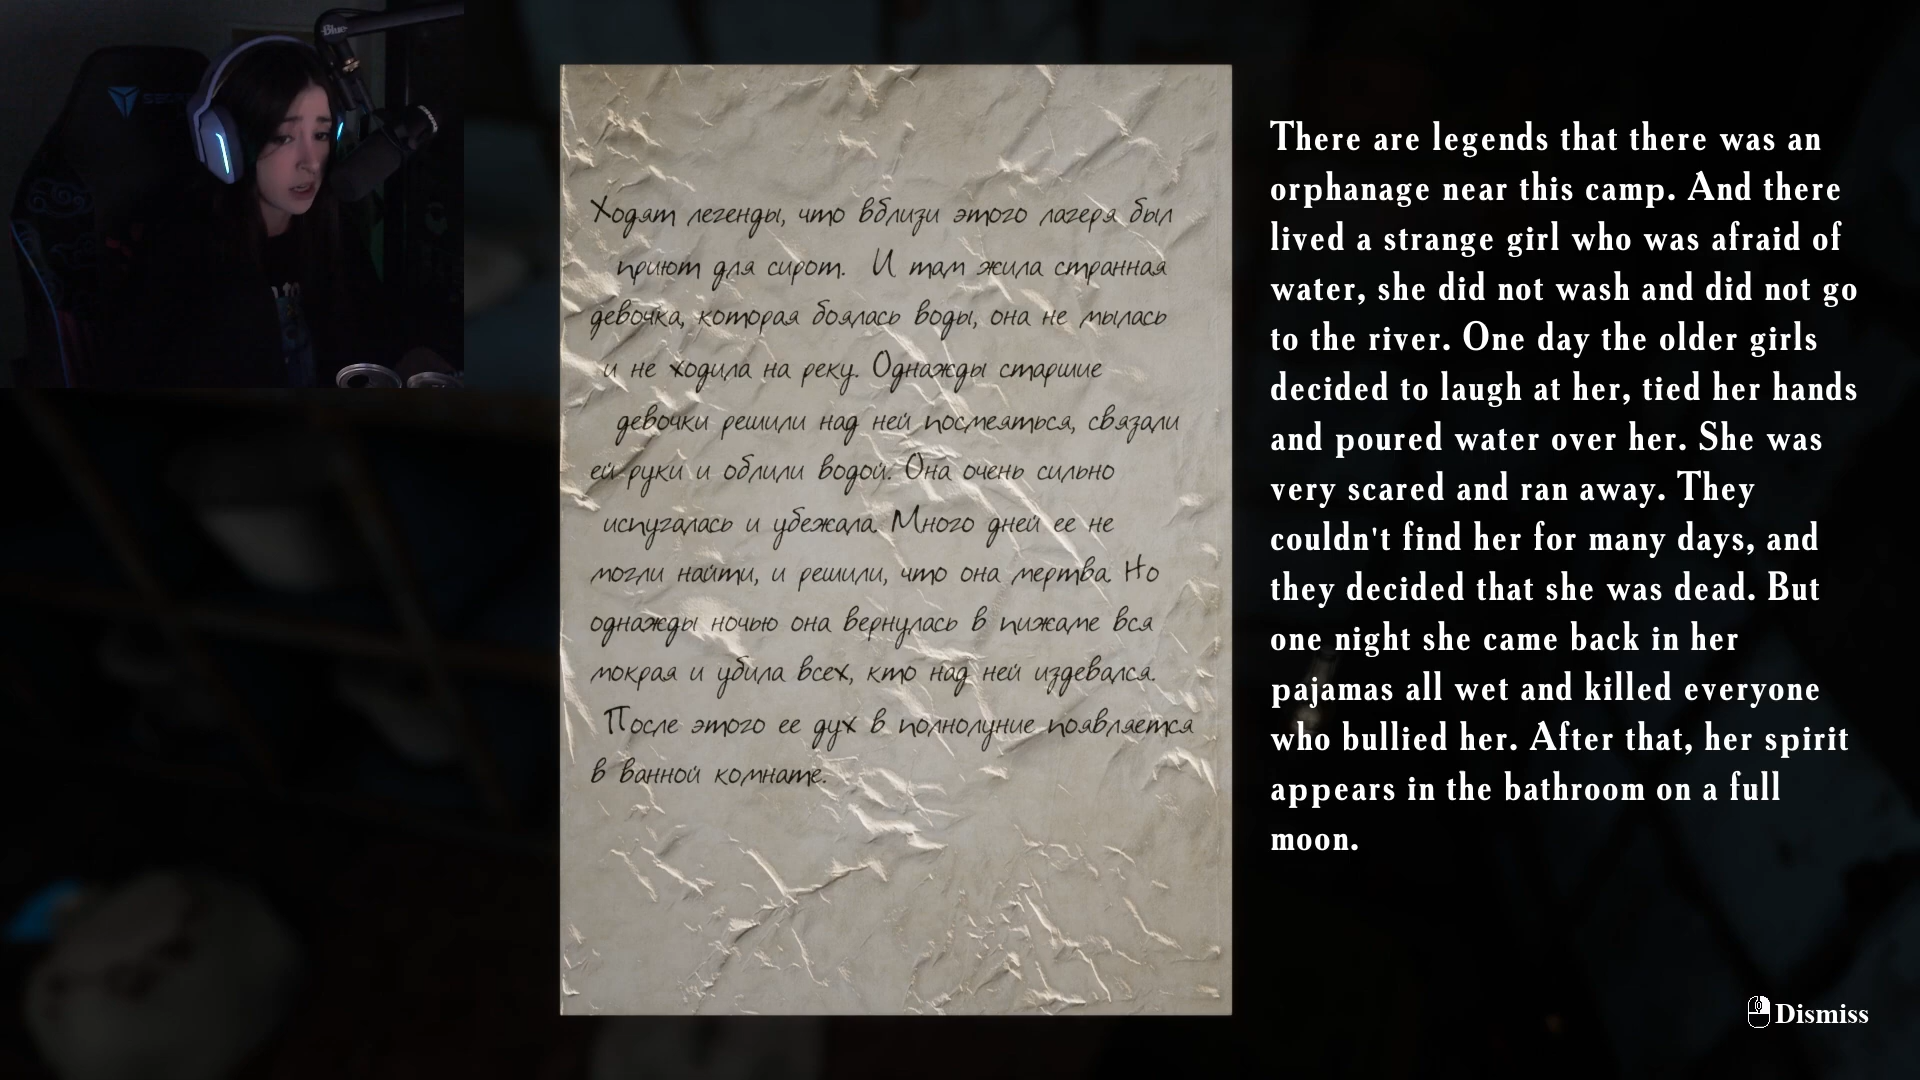 Blue
SEC
Ходят легенды, что вблизи этого лагеря был
приют для сирот. И там жила странная
девочка, которая боялась воды, она не мылась
и не ходила на реку. Однажды старшие
девочки решили над ней посмеяться, связали
ей руки и облили водой. Она очень сильно
испугалась и убежала. Много дней ее не
могли найти, и решили, что она мертва. Но
однажды ночью она вернулась в пижаме вся
мокрая и убила всех, кто над ней издевался.
После этого ее дух в полнолуние появляется
в ванной комнате.
There are legends that there was an
orphanage near this camp. And there
lived a strange girl who was afraid of
water, she did not wash and did not go
to the river. One day the older girls
decided to laugh at her, tied her hands
and poured water over her. She was
very scared and ran away. They
couldn't find her for many days, and
they decided that she was dead. But
one night she came back in her
pajamas all wet and killed everyone
who bullied her. After that, her spirit
appears in the bathroom on a full
moon.
Dismiss